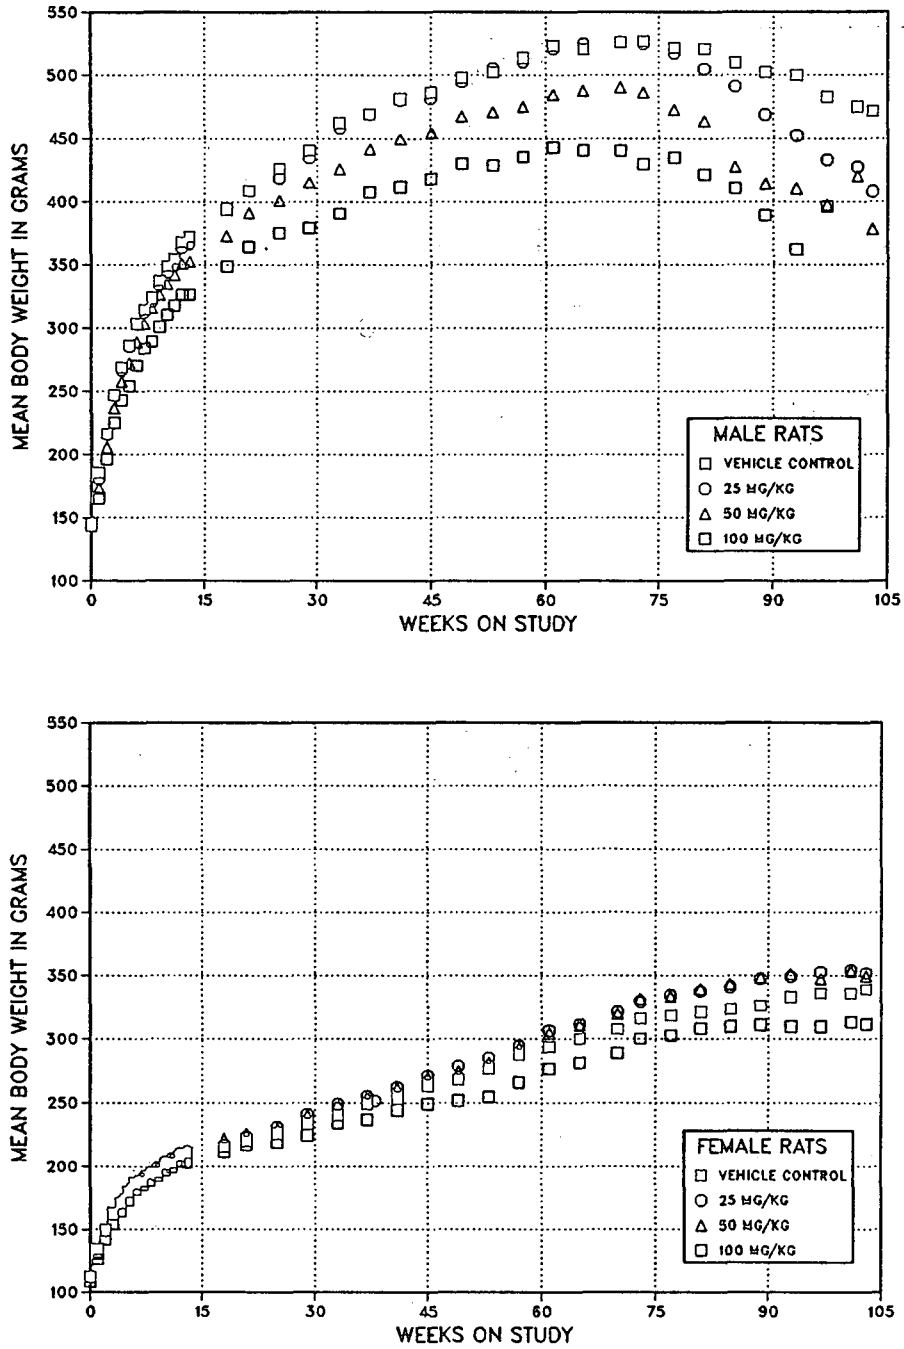 550
500
450
400
350
300
250
200
150
100
MEAN BODY WEIGHT IN GRAMS
MALE RATS
VEHICLE CONTROL
25 MG/KG
50 MG/KG
100 MG/KG
0 15 30 45 60 75 90 105
WEEKS ON STUDY
550
500
450
400
350
300
250
200
150
100
MEAN BODY WEIGHT IN GRAMS
FEMALE RATS
VEHICLE CONTROL
25 MG/KG
50 MG/KG
100 MG/KG
0 15 30 45 60 75 90 105
WEEKS ON STUDY